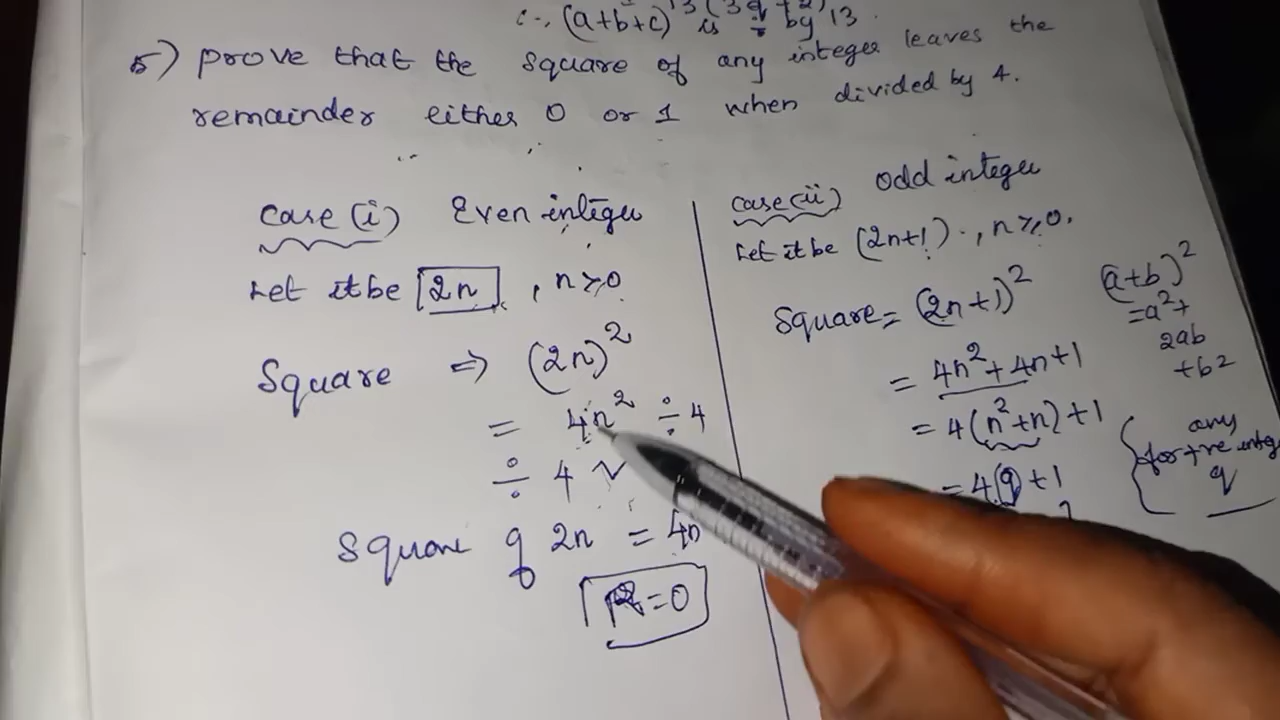 ∴ (a+b+c)¹³ is ÷ by 13.
5) prove that the square of any integer leaves the
remainder either 0 or 1 when divided by 4.
case (i) Even integer
Let it be 2n, n≥0
Square ⇒ (2n)²
= 4n² ÷ 4
÷ 4 ✓
square of 2n = 4n
R=0
case (ii) Odd integer
Let it be (2n+1), n≥0.
Square = (2n+1)²
= 4n²+4n+1
= 4(n²+n)+1
= 4(q)+1
(a+b)²
=a²+
2ab
+b²
any
for +ve integ
q